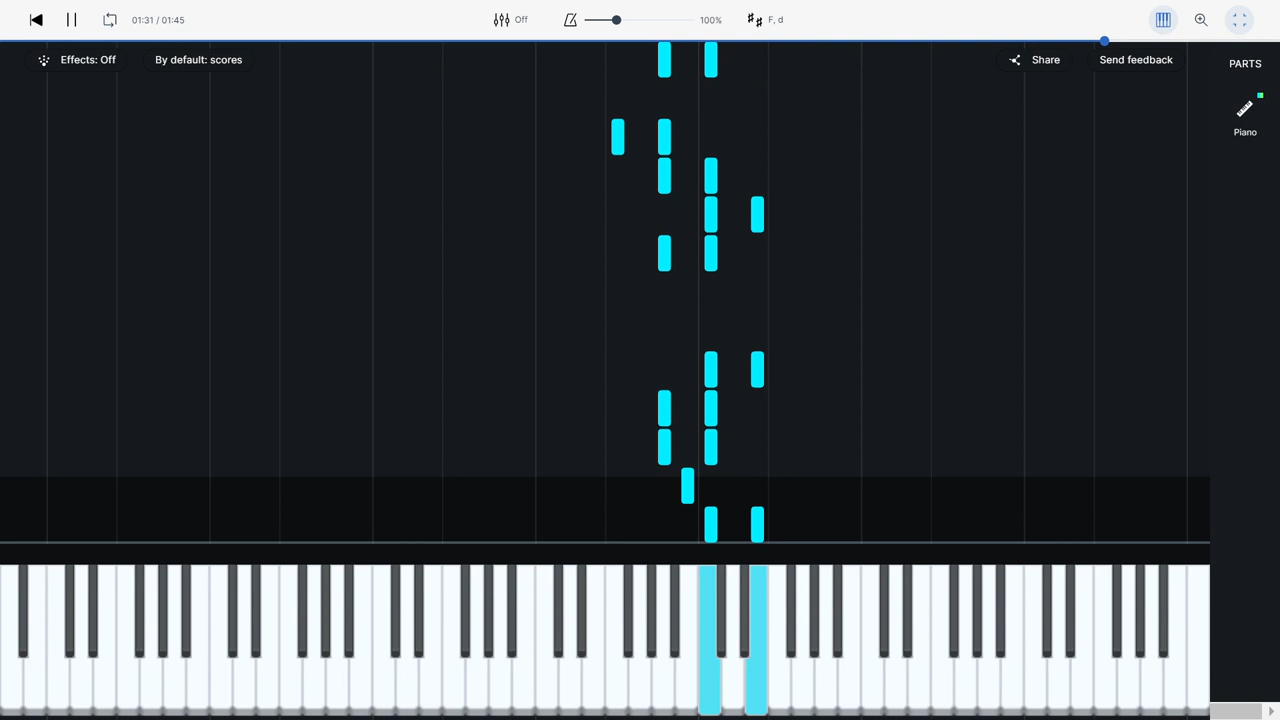 01:31 / 01:45
Off
100%
F, d
Effects: Off
By default: scores
Share
Send feedback
PARTS
Piano